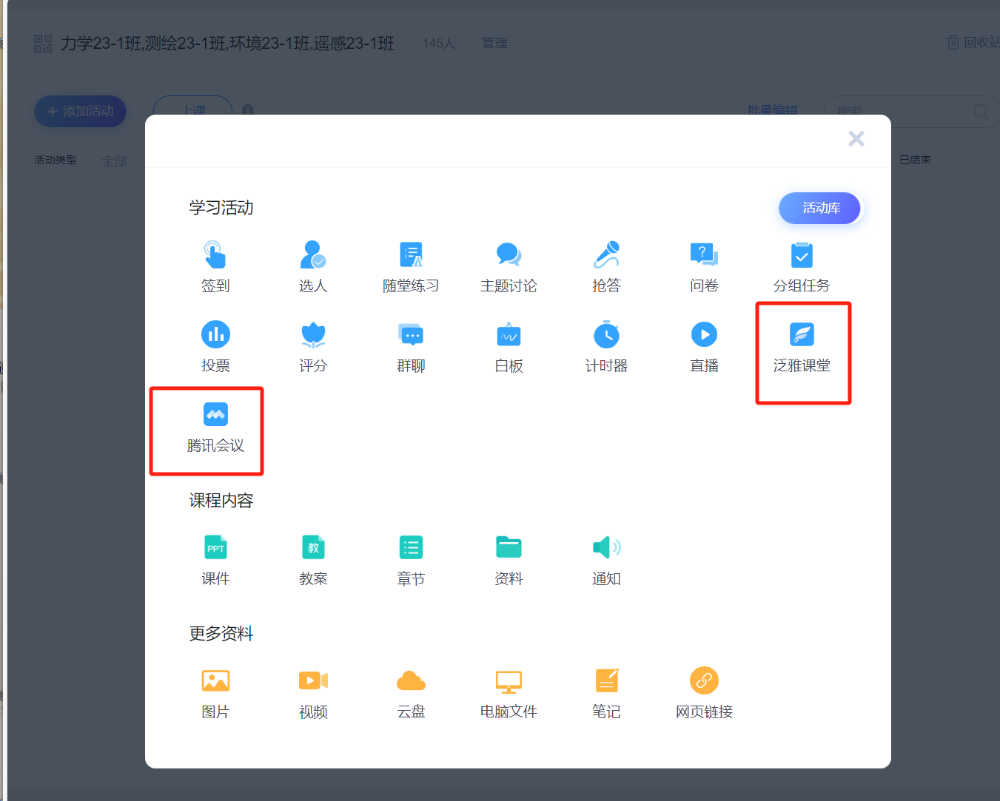 力学23-1班,测绘23-1班,环境23-1班,遥感23-1班 145人 管理 回收站
+ 添加活动 上课 批量编辑 搜索
活动类型 全部 已结束
学习活动 活动库
签到 选人 随堂练习 主题讨论 抢答 问卷 分组任务
投票 评分 群聊 白板 计时器 直播 泛雅课堂
腾讯会议
课程内容
PPT 教
课件 教案 章节 资料 通知
更多资料
图片 视频 云盘 电脑文件 笔记 网页链接